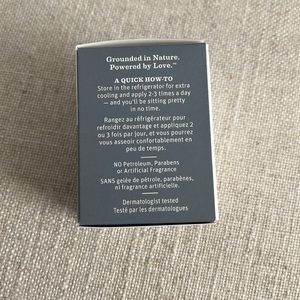 Grounded in Nature,
Powered by Love.™
A QUICK HOW-TO
Store in the refrigerator for extra
cooling and apply 2-3 times a day
— and you'll be sitting pretty
in no time.
Rangez au réfrigérateur pour
refroidir davantage et appliquez 2
ou 3 fois par jour, et vous pourrez
vous asseoir confortablement en
peu de temps.
NO Petroleum, Parabens
or Artificial Fragrance
SANS gelée de pétrole, parabènes,
ni fragrance artificielle.
Dermatologist tested
Testé par les dermatologues